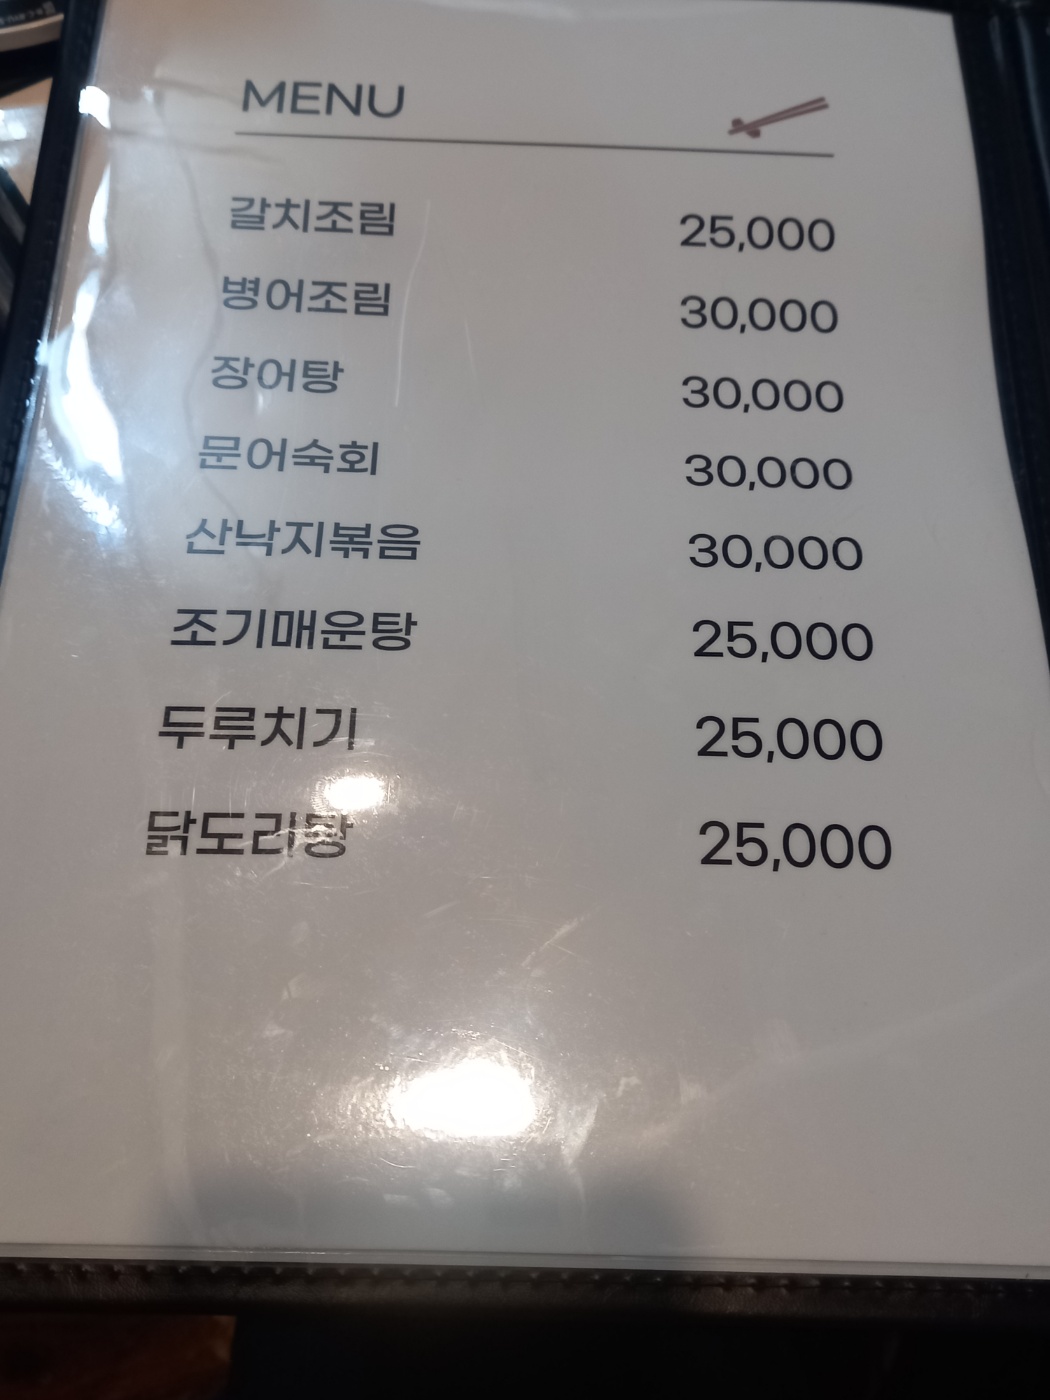 MENU
갈치조림 25,000
병어조림 30,000
장어탕 30,000
문어숙회 30,000
산낙지볶음 30,000
조기매운탕 25,000
두루치기 25,000
닭도리탕 25,000